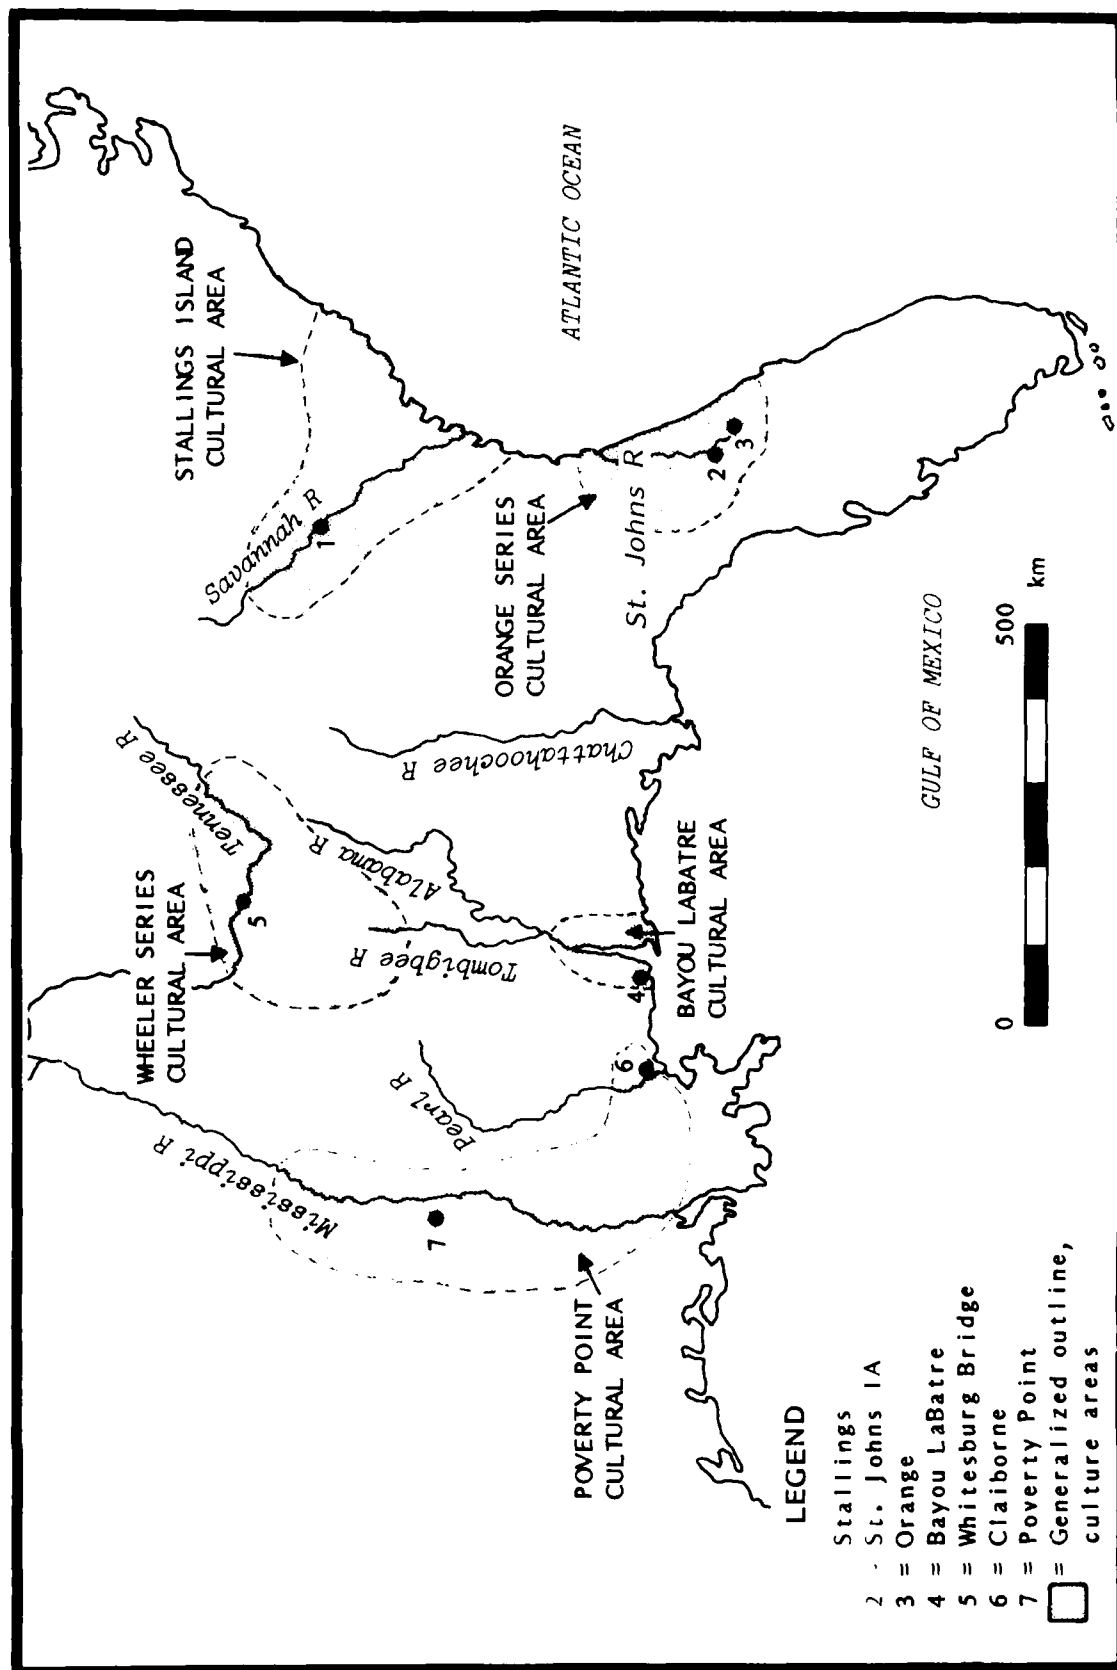 STALLINGS ISLAND
CULTURAL AREA
Savannah R
1
ATLANTIC OCEAN
WHEELER SERIES
CULTURAL AREA
Tennessee R
5
Mississippi R
Alabama R
Tombigbee R
Chattahoochee R
ORANGE SERIES
CULTURAL AREA
St. Johns R
2
3
Pearl R
7
6
4
BAYOU LABATRE
CULTURAL AREA
POVERTY POINT
CULTURAL AREA
GULF OF MEXICO
0
500
km
LEGEND
Stallings
2 - St. Johns IA
3 = Orange
4 = Bayou LaBatre
5 = Whitesburg Bridge
6 = Claiborne
7 = Poverty Point
= Generalized outline,
culture areas